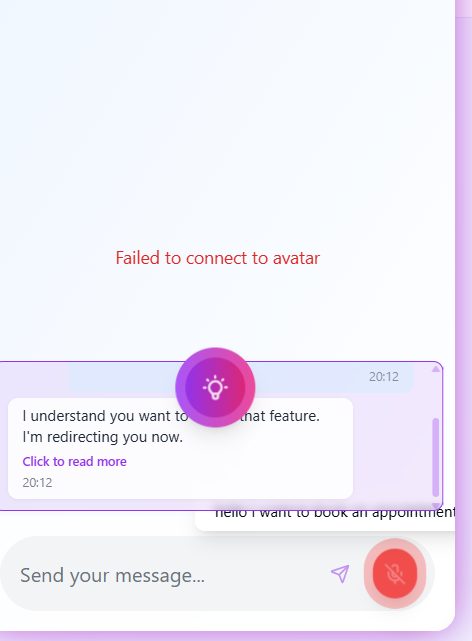 Failed to connect to avatar
20:12
I understand you want to that feature.
I'm redirecting you now.
Click to read more
20:12
hello i want to book an appointment
Send your message...